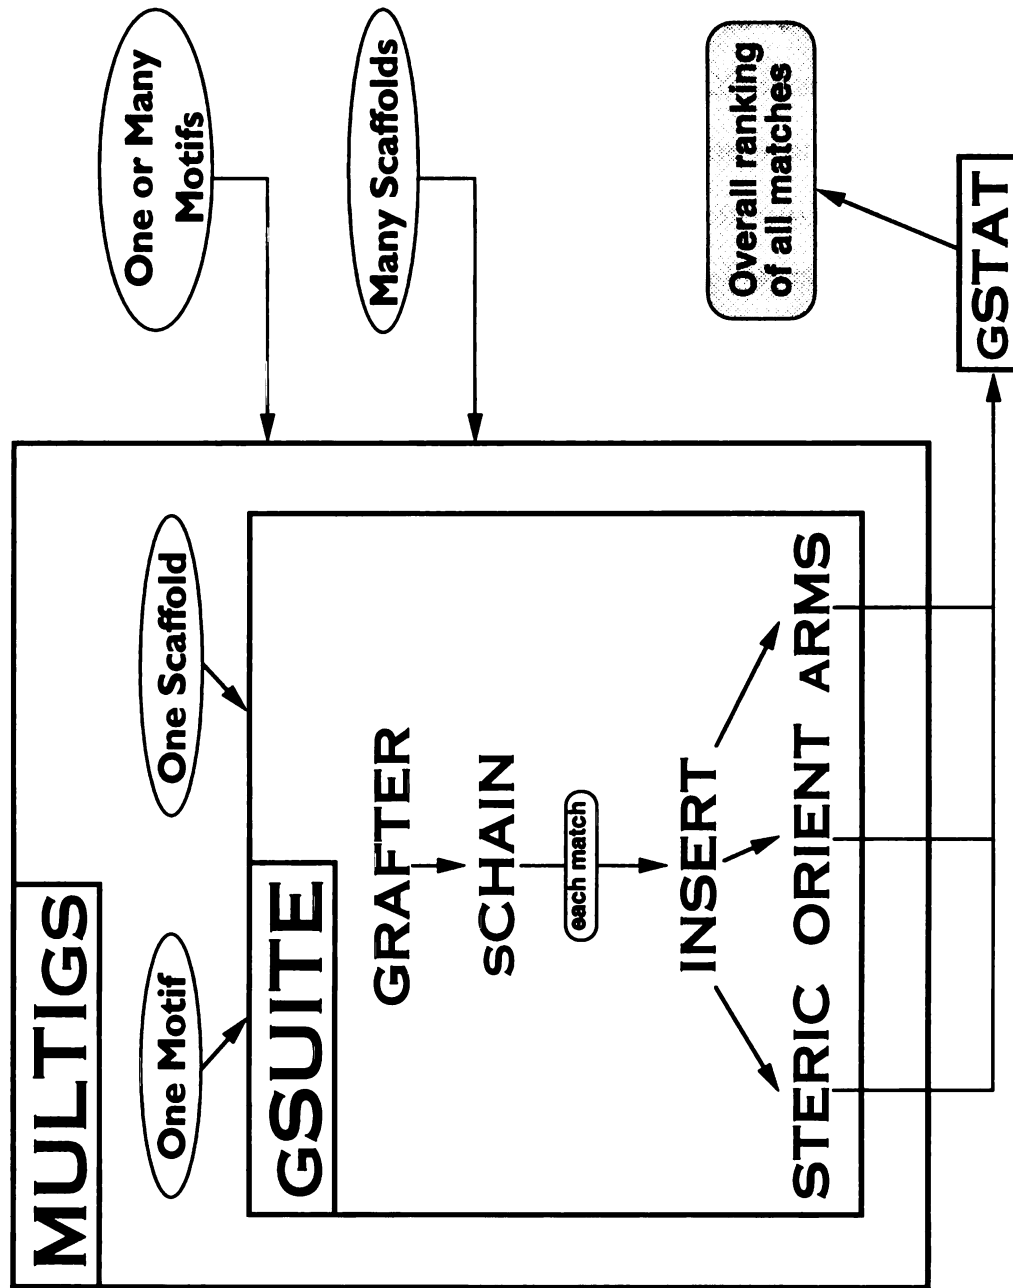 MULTIGS
One Motif
One Scaffold
One or Many
Motifs
Many Scaffolds
GSUITE
GRAFTER
SCHAIN
each match
INSERT
STERIC ORIENT ARMS
Overall ranking
of all matches
GSTAT